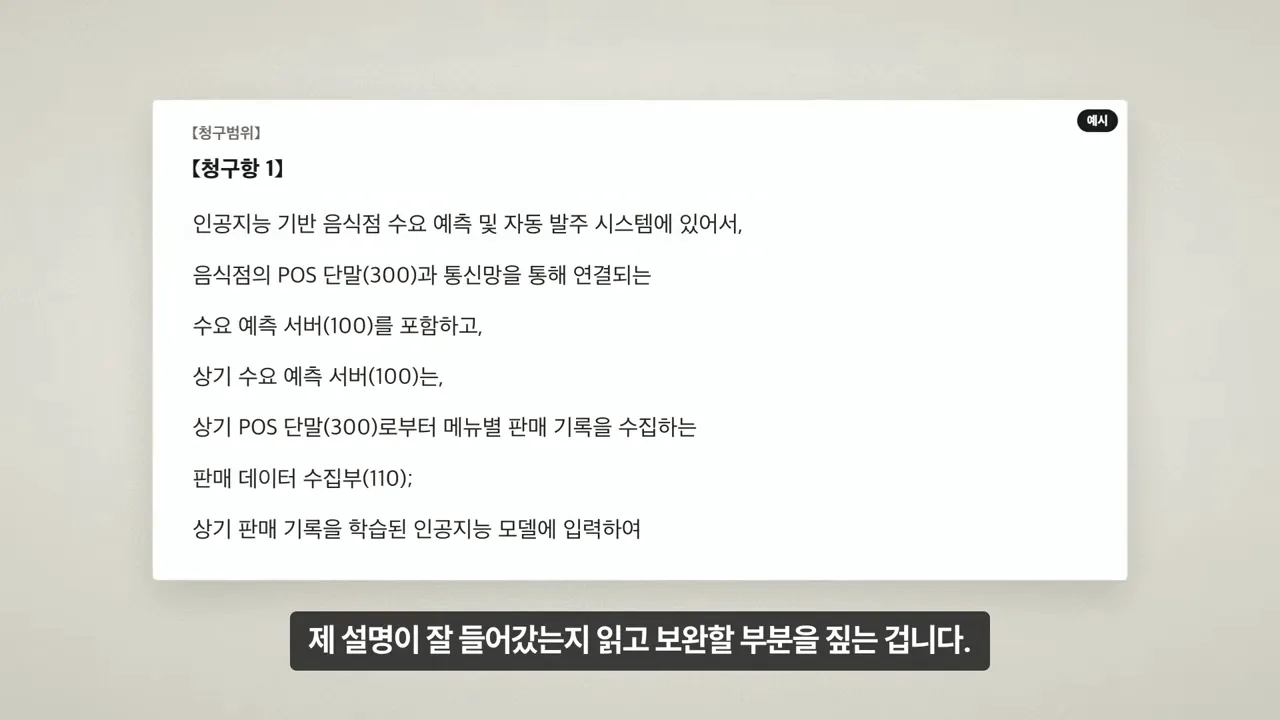 【청구범위】
예시
【청구항 1】
인공지능 기반 음식점 수요 예측 및 자동 발주 시스템에 있어서,
음식점의 POS 단말(300)과 통신망을 통해 연결되는
수요 예측 서버(100)를 포함하고,
상기 수요 예측 서버(100)는,
상기 POS 단말(300)로부터 메뉴별 판매 기록을 수집하는
판매 데이터 수집부(110);
상기 판매 기록을 학습된 인공지능 모델에 입력하여
제 설명이 잘 들어갔는지 읽고 보완할 부분을 짚는 겁니다.